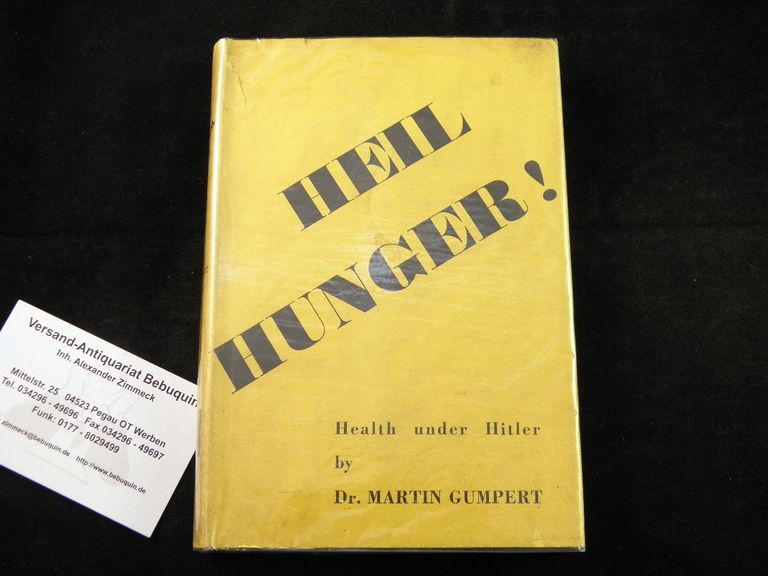 HEIL
HUNGER!
Health under Hitler
by
Dr. MARTIN GUMPERT
Versand-Antiquariat Bebuquin
Inh. Alexander Zimmeck
Mittelstr. 25 04523 Pegau OT Werben
Tel. 034296 - 49696 Fax 034296 - 49697
Funk: 0177 - 8029499
zimmeck@bebuquin.de http://www.bebuquin.de